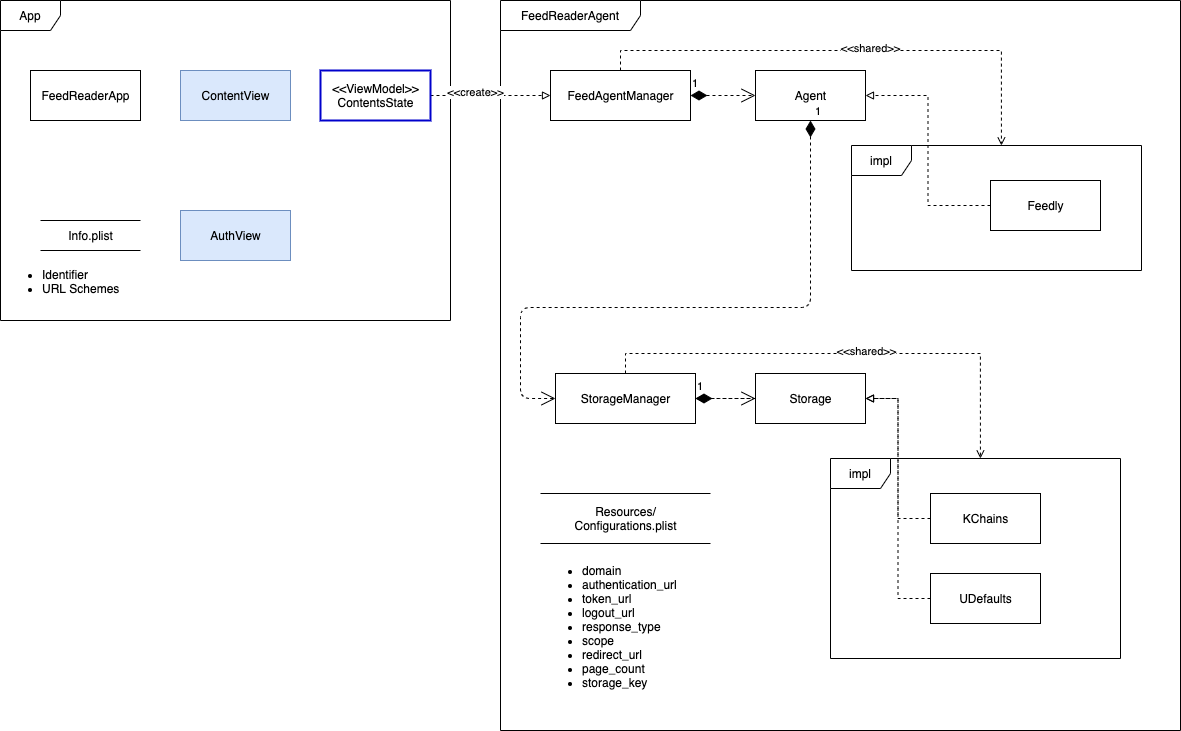 App
FeedReaderApp
ContentView
<<ViewModel>>
ContentsState
Info.plist
Identifier
URL Schemes
AuthView
<<create>>
FeedReaderAgent
<<shared>>
FeedAgentManager
1
Agent
1
impl
Feedly
<<shared>>
StorageManager
1
Storage
impl
KChains
UDefaults
Resources/
Configurations.plist
domain
authentication_url
token_url
logout_url
response_type
scope
redirect_url
page_count
storage_key